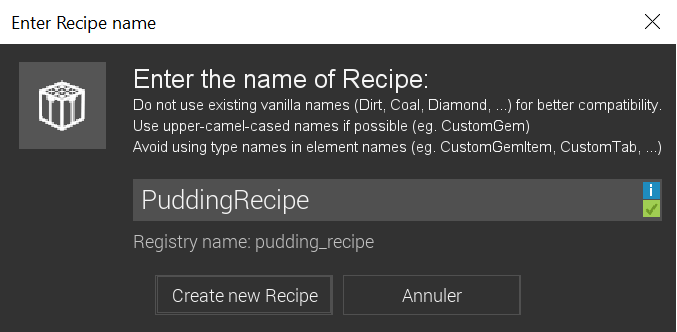 Enter Recipe name
Enter the name of Recipe:
Do not use existing vanilla names (Dirt, Coal, Diamond, ...) for better compatibility.
Use upper-camel-cased names if possible (eg. CustomGem)
Avoid using type names in element names (eg. CustomGemItem, CustomTab, ...)
PuddingRecipe
Registry name: pudding_recipe
Create new Recipe
Annuler